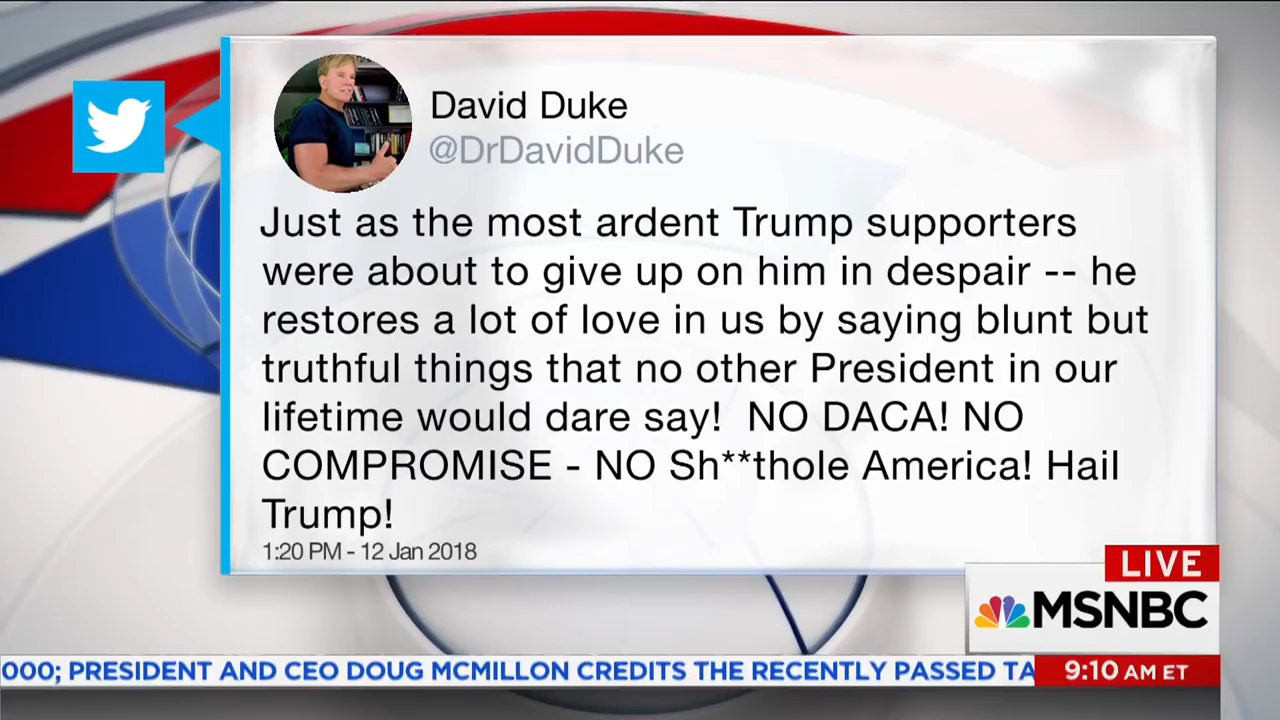 David Duke
@DrDavidDuke
Just as the most ardent Trump supporters
were about to give up on him in despair -- he
restores a lot of love in us by saying blunt but
truthful things that no other President in our
lifetime would dare say!  NO DACA! NO
COMPROMISE - NO Sh**thole America! Hail
Trump!
1:20 PM - 12 Jan 2018
LIVE
MSNBC
000; PRESIDENT AND CEO DOUG MCMILLON CREDITS THE RECENTLY PASSED TA
9:10 AM ET